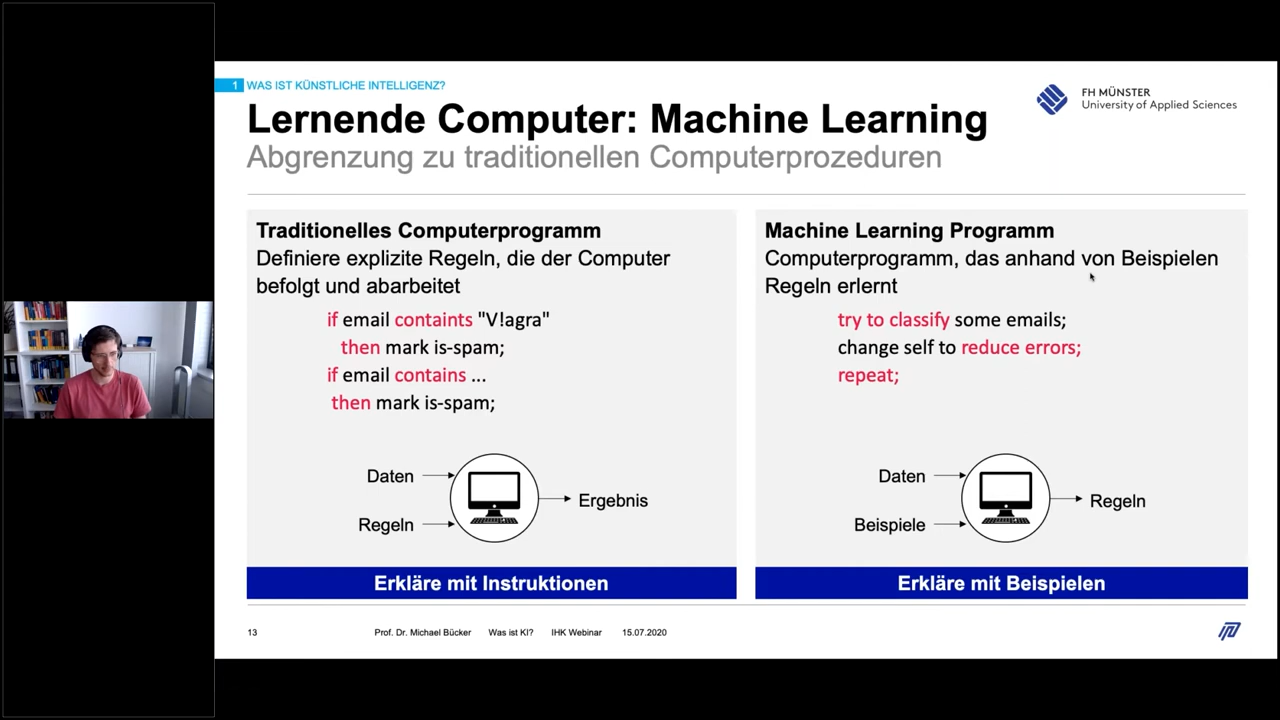 1 WAS IST KÜNSTLICHE INTELLIGENZ?
Lernende Computer: Machine Learning
Abgrenzung zu traditionellen Computerprozeduren
FH MÜNSTER
University of Applied Sciences
Traditionelles Computerprogramm
Definiere explizite Regeln, die der Computer
befolgt und abarbeitet
if email containts "V!agra"
then mark is-spam;
if email contains ...
then mark is-spam;
Daten
Regeln
Ergebnis
Erkläre mit Instruktionen
Machine Learning Programm
Computerprogramm, das anhand von Beispielen
Regeln erlernt
try to classify some emails;
change self to reduce errors;
repeat;
Daten
Beispiele
Regeln
Erkläre mit Beispielen
13 Prof. Dr. Michael Bücker Was ist KI? IHK Webinar 15.07.2020